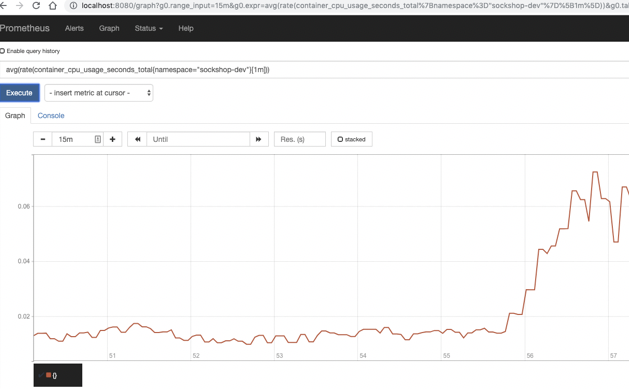 localhost:8080/graph?g0.range_input=15m&g0.expr=avg(rate(container_cpu_usage_seconds_total%7Bnamespace%3D"sockshop-dev"%7D%5B1m%5D))&g0.tal
Prometheus Alerts Graph Status Help
Enable query history
avg(rate(container_cpu_usage_seconds_total{namespace="sockshop-dev"}[1m]))
Execute - insert metric at cursor -
Graph Console
- 15m + Until Res. (s) stacked
0.06
0.04
0.02
51 52 53 54 55 56 57
{}